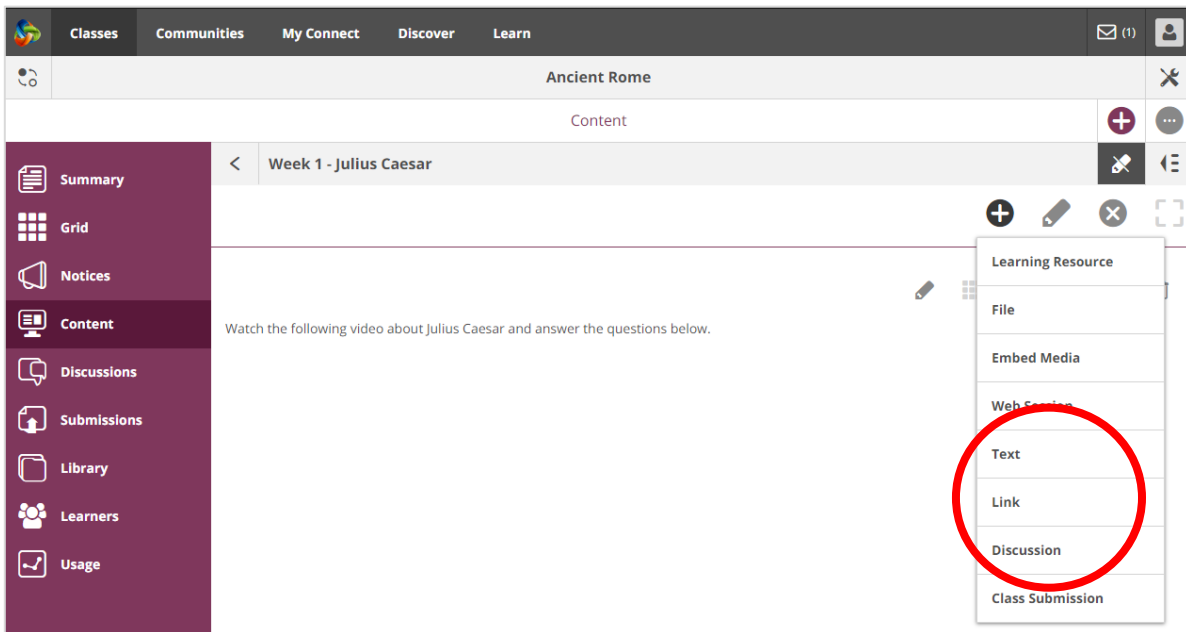 Classes Communities My Connect Discover Learn (1)
Ancient Rome
Content
Week 1 - Julius Caesar
Summary
Grid
Notices
Content
Discussions
Submissions
Library
Learners
Usage
Watch the following video about Julius Caesar and answer the questions below.
Learning Resource
File
Embed Media
Web Session
Text
Link
Discussion
Class Submission